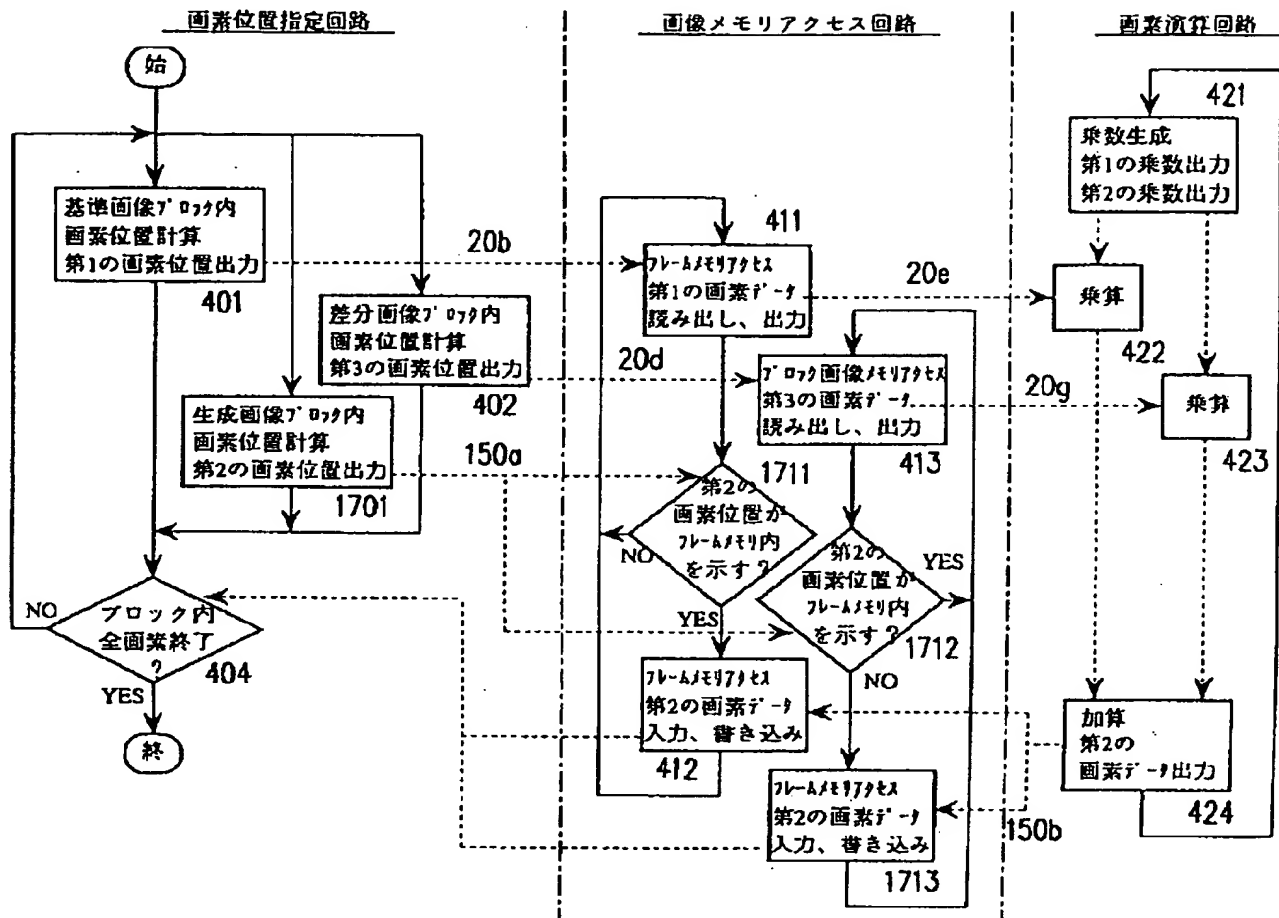 画素位置指定回路
画像メモリアクセス回路
画素演算回路
始
基準画像ブロック内
画素位置計算
第1の画素位置出力
401
20b
差分画像ブロック内
画素位置計算
第3の画素位置出力
402
20d
生成画像ブロック内
画素位置計算
第2の画素位置出力
1701
150a
NO
ブロック内
全画素終了
?
404
YES
終
411
フレームメモリアクセス
第1の画素データ
読み出し、出力
20e
ブロック画像メモリアクセス
第3の画素データ
読み出し、出力
413
20g
1711
第2の
画素位置が
フレームメモリ内
を示す?
NO
YES
第2の
画素位置が
フレームメモリ内
を示す?
YES
1712
NO
フレームメモリアクセス
第2の画素データ
入力、書き込み
412
フレームメモリアクセス
第2の画素データ
入力、書き込み
1713
150b
421
乗数生成
第1の乗数出力
第2の乗数出力
乗算
422
乗算
423
加算
第2の
画素データ出力
424